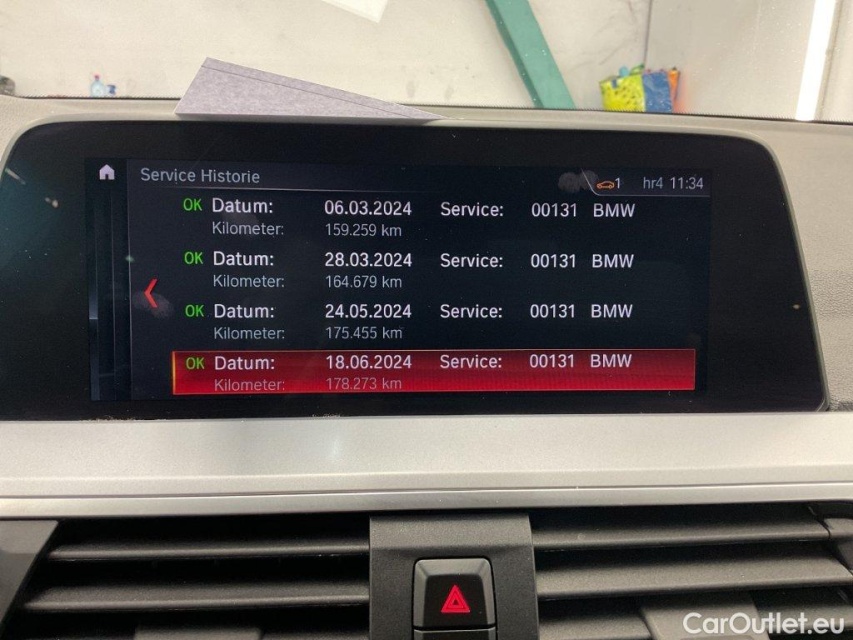 Service Historie
1 hr4 11:34
OK Datum: 06.03.2024 Service: 00131 BMW
Kilometer: 159.259 km
OK Datum: 28.03.2024 Service: 00131 BMW
Kilometer: 164.679 km
OK Datum: 24.05.2024 Service: 00131 BMW
Kilometer: 175.455 km
OK Datum: 18.06.2024 Service: 00131 BMW
Kilometer: 178.273 km
CarOutlet.eu